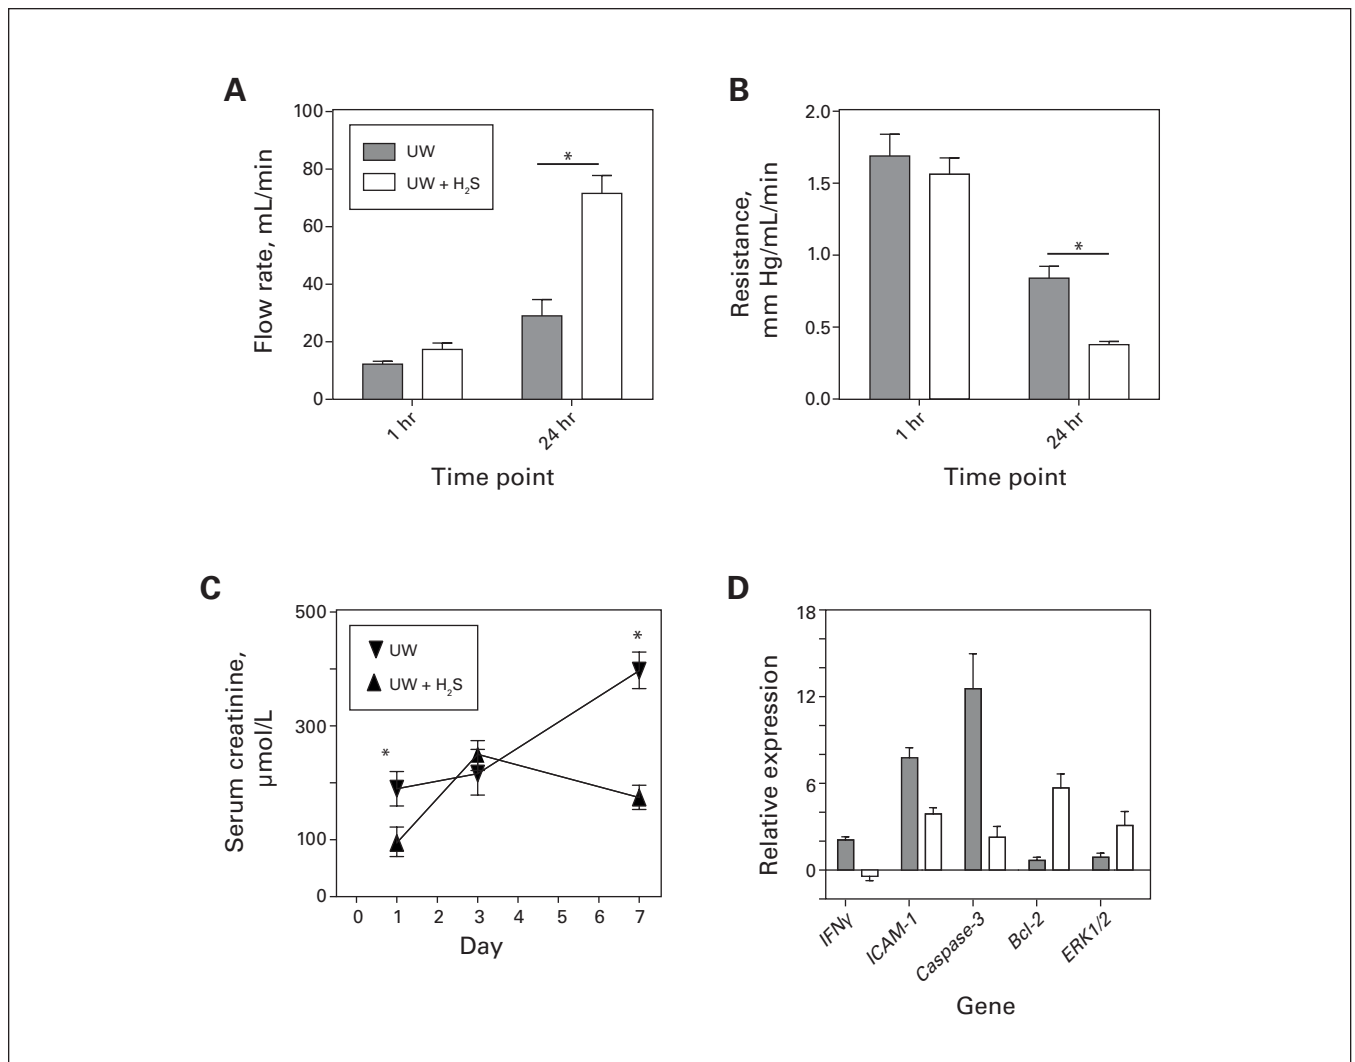 A
Flow rate, mL/min
100
80
60
40
20
0
UW
UW + H₂S
*
1 hr
24 hr
Time point
B
Resistance,
mm Hg/mL/min
2.0
1.5
1.0
0.5
0.0
*
1 hr
24 hr
Time point
C
Serum creatinine,
µmol/L
500
300
100
0
UW
UW + H₂S
*
*
0 1 2 3 4 5 6 7
Day
D
Relative expression
18
12
6
0
IFNγ
ICAM-1
Caspase-3
Bcl-2
ERK1/2
Gene